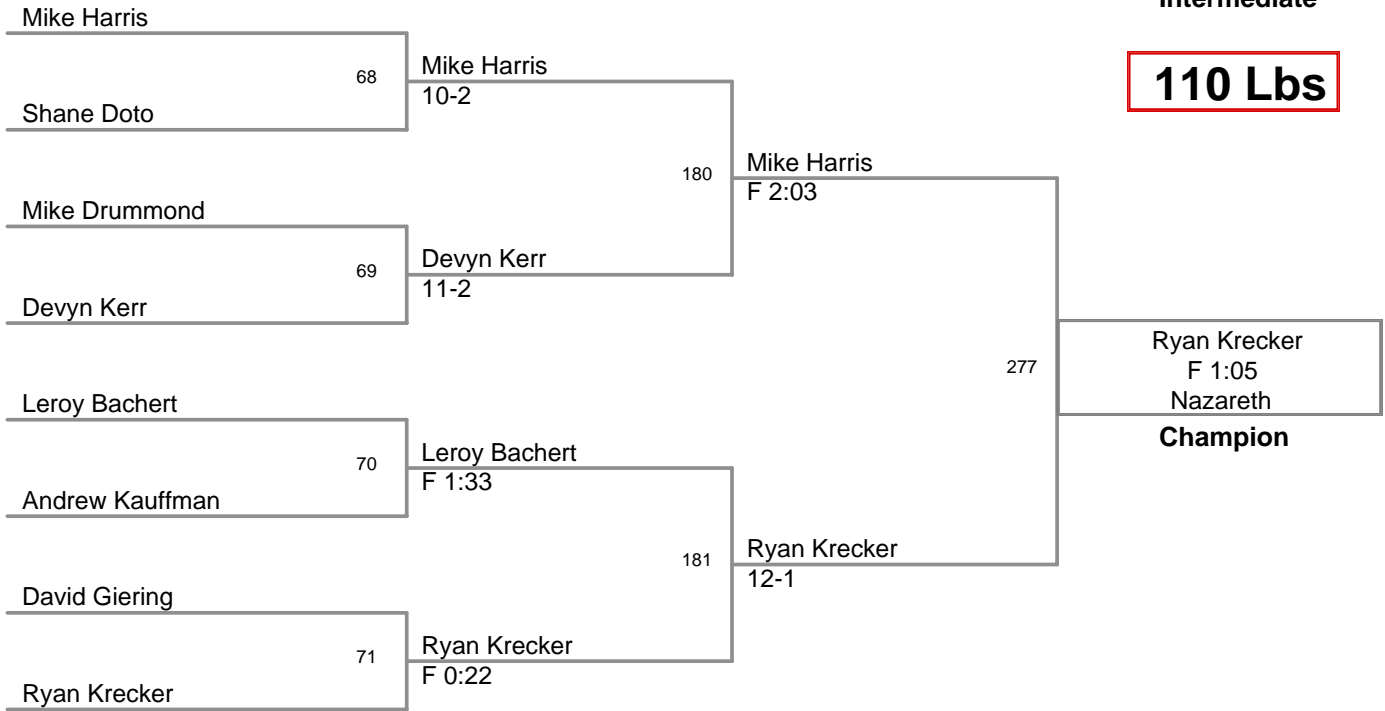 Intermediate
110 Lbs
Mike Harris
68
Shane Doto
Mike Harris
10-2
Mike Drummond
69
Devyn Kerr
Devyn Kerr
11-2
180
Mike Harris
F 2:03
Leroy Bachert
70
Andrew Kauffman
Leroy Bachert
F 1:33
David Giering
71
Ryan Krecker
Ryan Krecker
F 0:22
181
Ryan Krecker
12-1
277
Ryan Krecker
F 1:05
Nazareth
Champion